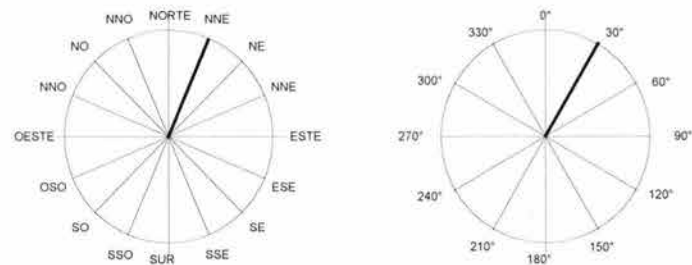 NORTE
NNO NNE
NO NE
NNO NNE
OESTE ESTE
OSO ESE
SO SE
SSO SSE
SUR
0°
330° 30°
300° 60°
270° 90°
240° 120°
210° 150°
180°